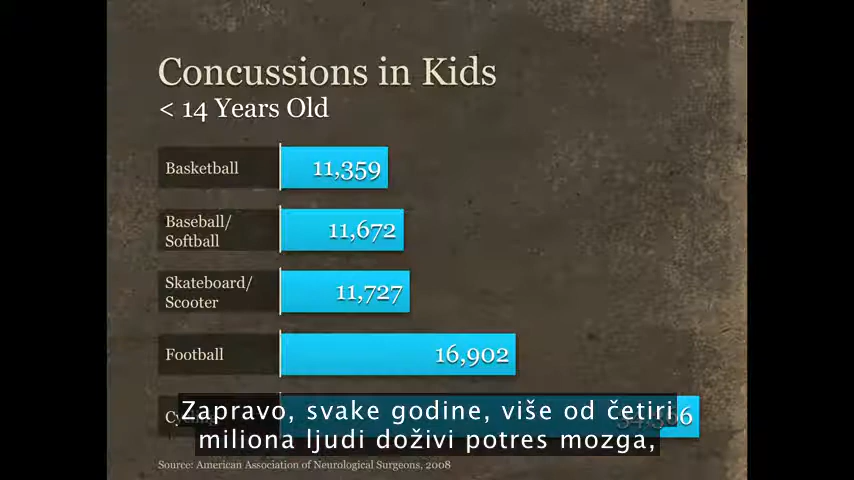 Concussions in Kids
< 14 Years Old
Basketball
11,359
Baseball/
Softball
11,672
Skateboard/
Scooter
11,727
Football
16,902
Zapravo, svake godine, više od četiri
miliona ljudi doživi potres mozga,
Source: American Association of Neurological Surgeons, 2008